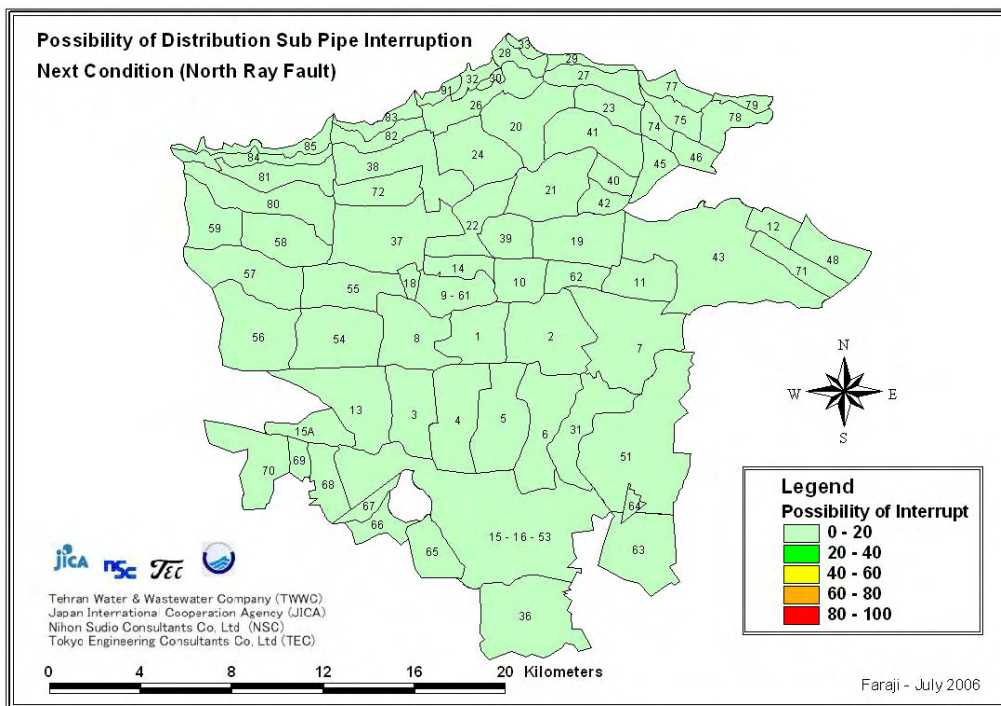 Possibility of Distribution Sub Pipe Interruption
Next Condition (North Ray Fault)
33
28
29
32
30
27
77
91
26
23
79
83
20
75
78
82
41
74
85
24
46
84
38
45
81
40
72
21
42
80
59
22
12
58
37
39
19
43
48
57
14
71
55
18
9 - 61
10
62
11
56
54
8
1
2
7
N
W
E
S
13
3
4
5
6
31
15A
51
70
69
68
67
64
66
65
15 - 16 - 53
63
36
Legend
Possibility of Interrupt
0 - 20
20 - 40
40 - 60
60 - 80
80 - 100
jICA
nsc
TEC
Tehran Water & Wastewater Company (TWWC)
Japan International Cooperation Agency (JICA)
Nihon Sudio Consultants Co, Ltd (NSC)
Tokyo Engineering Consultants Co, Ltd (TEC)
0 4 8 12 16 20 Kilometers
Faraji - July 2006